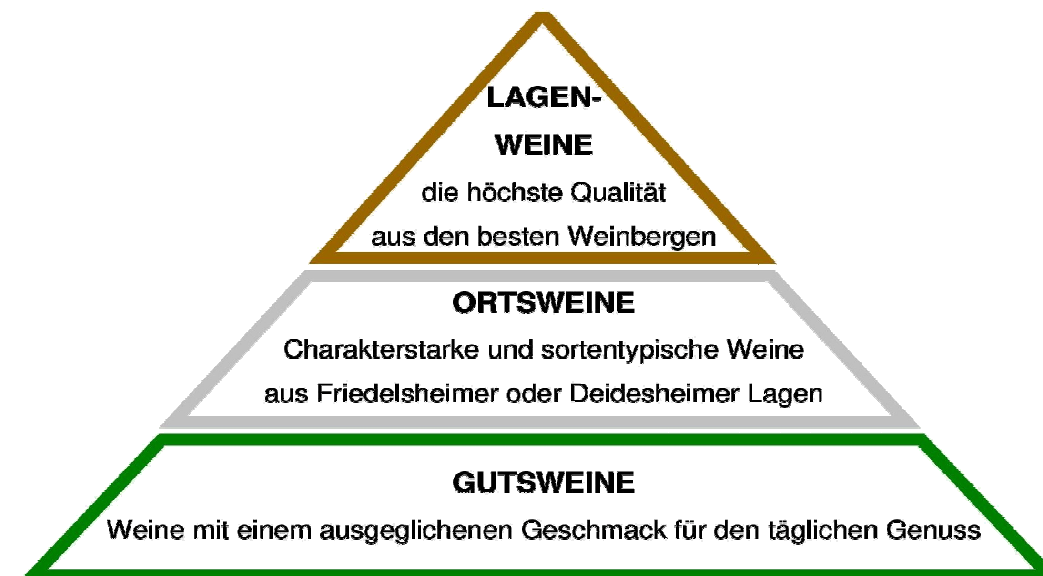 LAGEN-
WEINE
die höchste Qualität
aus den besten Weinbergen
ORTSWEINE
Charakterstarke und sortentypische Weine
aus Friedelsheimer oder Deidesheimer Lagen
GUTSWEINE
Weine mit einem ausgeglichenen Geschmack für den täglichen Genuss